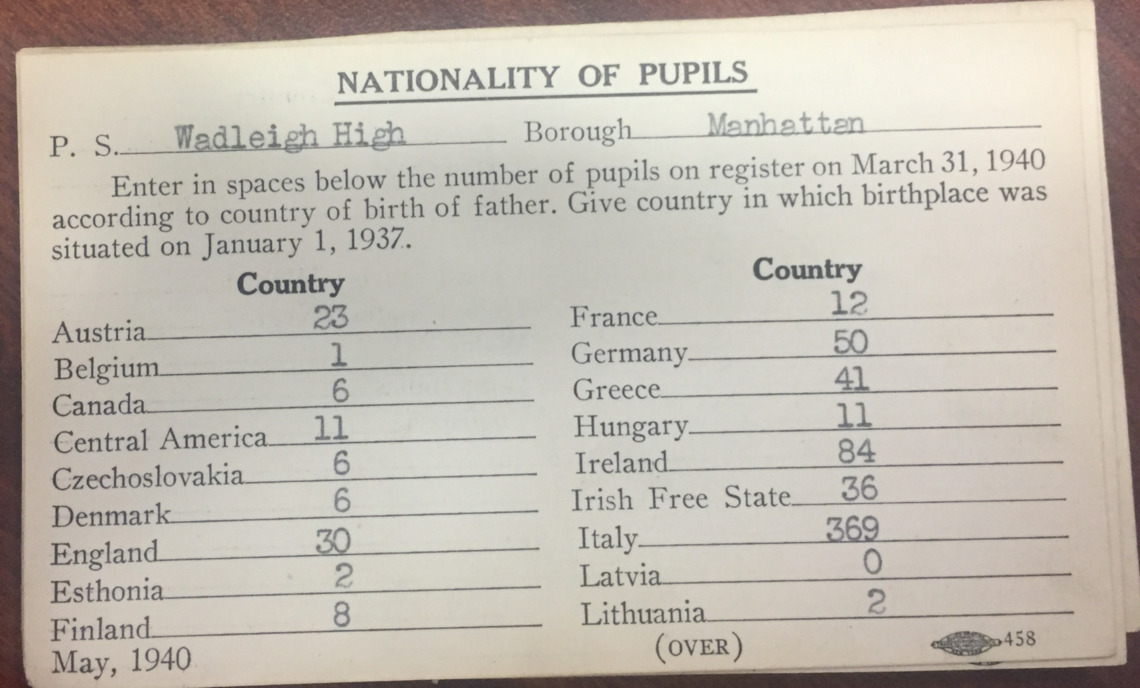 NATIONALITY OF PUPILS
P. S. Wadleigh High Borough Manhattan
Enter in spaces below the number of pupils on register on March 31, 1940
according to country of birth of father. Give country in which birthplace was
situated on January 1, 1937.
Country
Austria 23
Belgium 1
Canada 6
Central America 11
Czechoslovakia 6
Denmark 6
England 30
Esthonia 2
Finland 8
May, 1940
Country
France 12
Germany 50
Greece 41
Hungary 11
Ireland 84
Irish Free State 36
Italy 369
Latvia 0
Lithuania 2
(OVER)
458